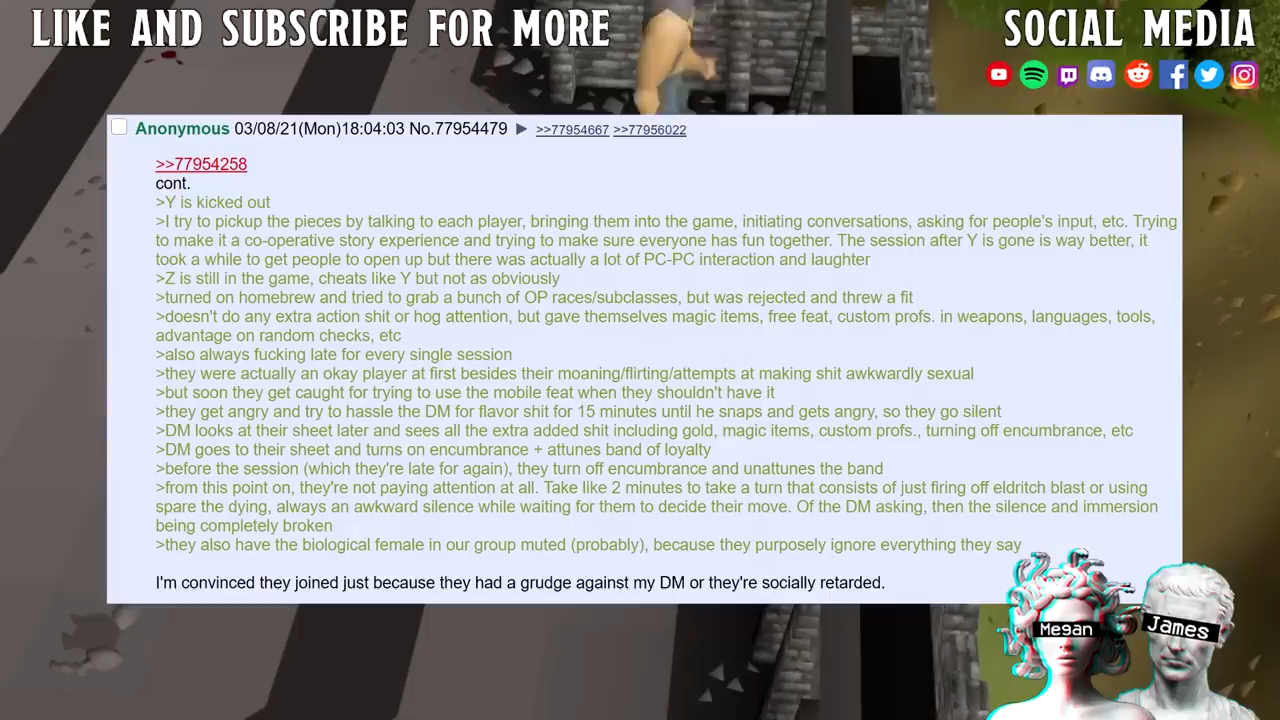 LIKE AND SUBSCRIBE FOR MORE
SOCIAL MEDIA
Anonymous 03/08/21(Mon)18:04:03 No.77954479 ▶ >>77954667 >>77956022
>>77954258
cont.
>Y is kicked out
>I try to pickup the pieces by talking to each player, bringing them into the game, initiating conversations, asking for people's input, etc. Trying
to make it a co-operative story experience and trying to make sure everyone has fun together. The session after Y is gone is way better, it
took a while to get people to open up but there was actually a lot of PC-PC interaction and laughter
>Z is still in the game, cheats like Y but not as obviously
>turned on homebrew and tried to grab a bunch of OP races/subclasses, but was rejected and threw a fit
>doesn't do any extra action shit or hog attention, but gave themselves magic items, free feat, custom profs. in weapons, languages, tools,
advantage on random checks, etc
>also always fucking late for every single session
>they were actually an okay player at first besides their moaning/flirting/attempts at making shit awkwardly sexual
>but soon they get caught for trying to use the mobile feat when they shouldn't have it
>they get angry and try to hassle the DM for flavor shit for 15 minutes until he snaps and gets angry, so they go silent
>DM looks at their sheet later and sees all the extra added shit including gold, magic items, custom profs., turning off encumbrance, etc
>DM goes to their sheet and turns on encumbrance + attunes band of loyalty
>before the session (which they're late for again), they turn off encumbrance and unattunes the band
>from this point on, they're not paying attention at all. Take like 2 minutes to take a turn that consists of just firing off eldritch blast or using
spare the dying, always an awkward silence while waiting for them to decide their move. Of the DM asking, then the silence and immersion
being completely broken
>they also have the biological female in our group muted (probably), because they purposely ignore everything they say
I'm convinced they joined just because they had a grudge against my DM or they're socially retarded.
Megan
James